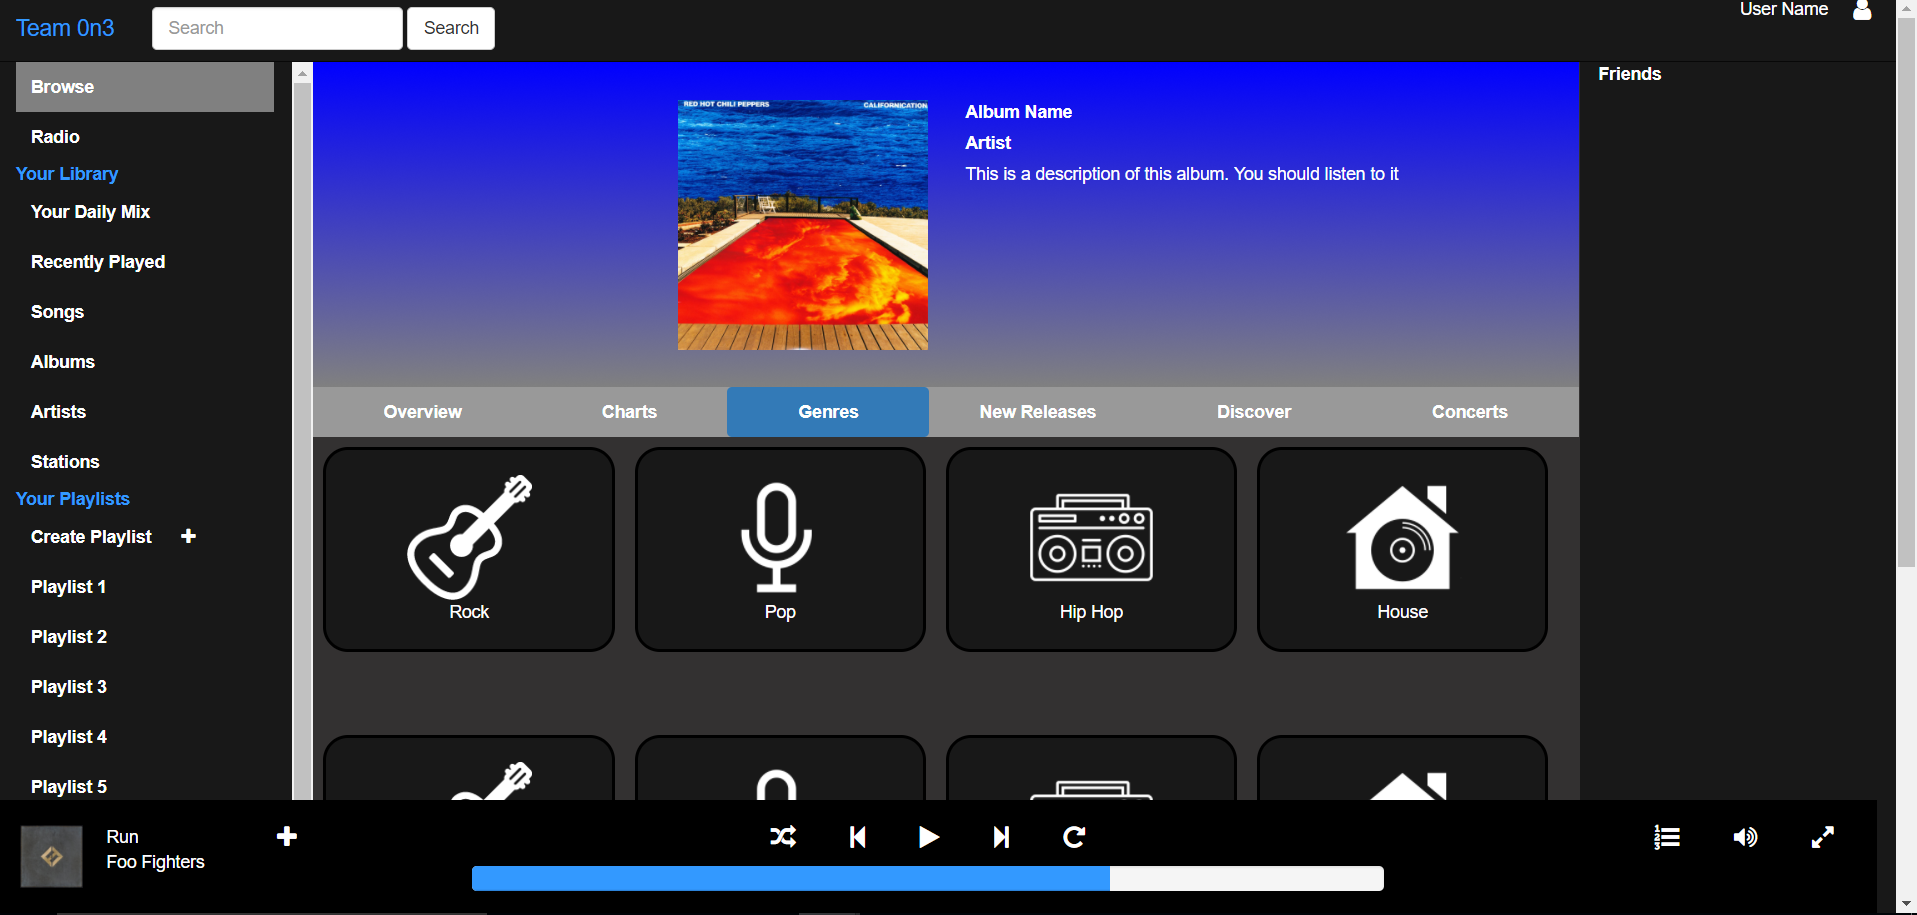 Team 0n3
Search
Search
User Name
Browse
Radio
Your Library
Your Daily Mix
Recently Played
Songs
Albums
Artists
Stations
Your Playlists
Create Playlist
Playlist 1
Playlist 2
Playlist 3
Playlist 4
Playlist 5
RED HOT CHILI PEPPERS CALIFORNICATION
Album Name
Artist
This is a description of this album. You should listen to it
Overview Charts Genres New Releases Discover Concerts
Rock Pop Hip Hop House
Friends
Run
Foo Fighters
1
2
3